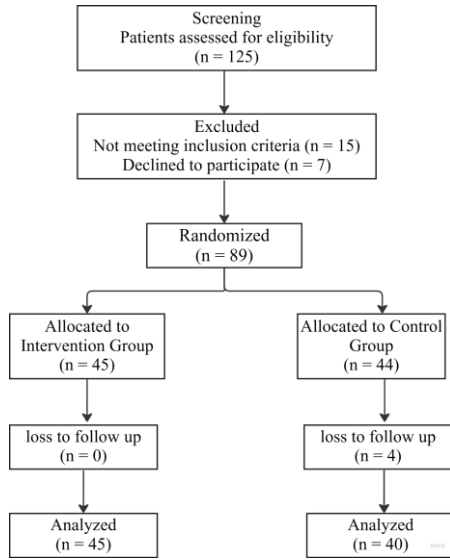 Screening
Patients assessed for eligibility
(n = 125)
Excluded
Not meeting inclusion criteria (n = 15)
Declined to participate (n = 7)
Randomized
(n = 89)
Allocated to
Intervention Group
(n = 45)
Allocated to Control
Group
(n = 44)
loss to follow up
(n = 0)
loss to follow up
(n = 4)
Analyzed
(n = 45)
Analyzed
(n = 40)
miro